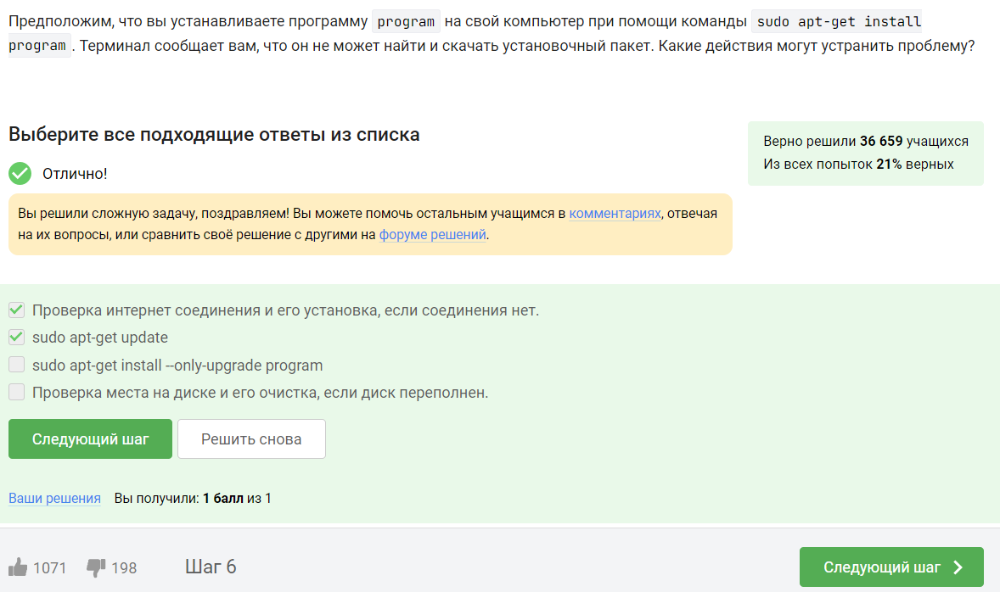 Предположим, что вы устанавливаете программу program на свой компьютер при помощи команды sudo apt-get install
program . Терминал сообщает вам, что он не может найти и скачать установочный пакет. Какие действия могут устранить проблему?
Выберите все подходящие ответы из списка
Верно решили 36 659 учащихся
Из всех попыток 21% верных
Отлично!
Вы решили сложную задачу, поздравляем! Вы можете помочь остальным учащимся в комментариях, отвечая
на их вопросы, или сравнить своё решение с другими на форуме решений.
Проверка интернет соединения и его установка, если соединения нет.
sudo apt-get update
sudo apt-get install --only-upgrade program
Проверка места на диске и его очистка, если диск переполнен.
Следующий шаг
Решить снова
Ваши решения Вы получили: 1 балл из 1
1071 198 Шаг 6 Следующий шаг